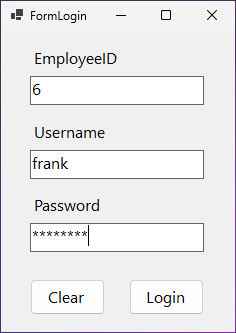 FormLogin
EmployeeID
6
Username
frank
Password
********
Clear Login